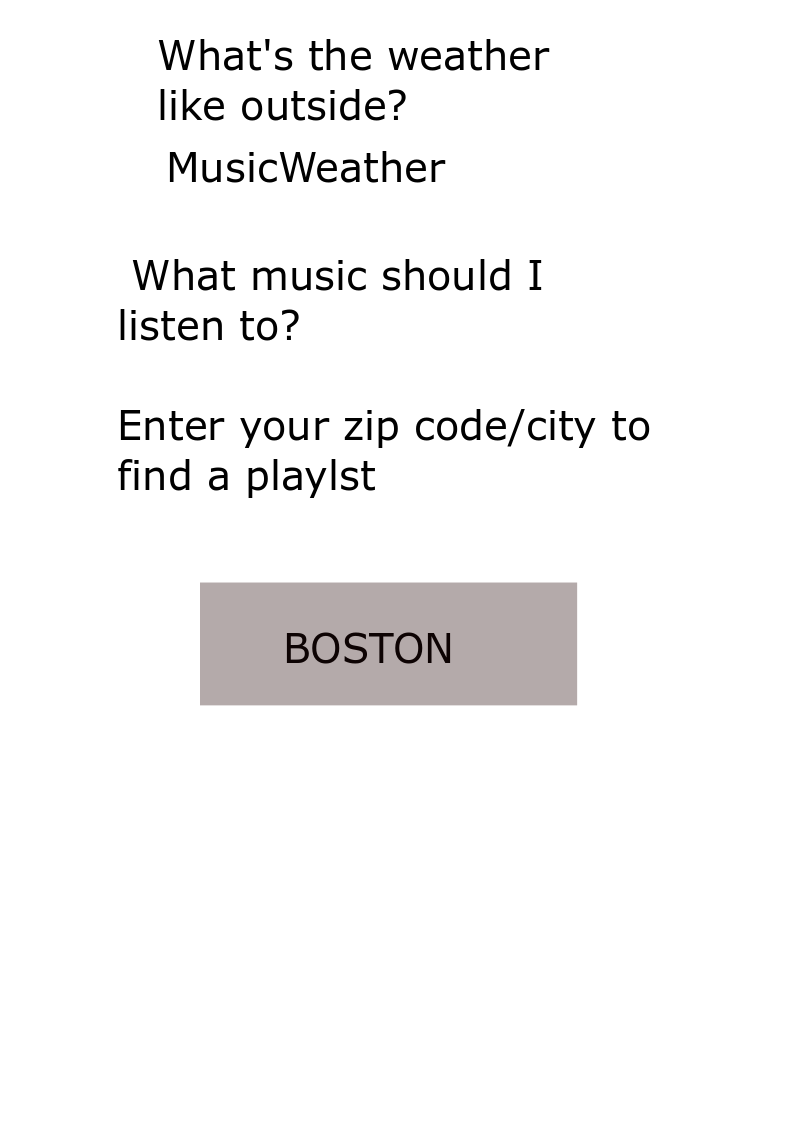 What's the weather
like outside?
MusicWeather
What music should I
listen to?
Enter your zip code/city to
find a playlst
BOSTON